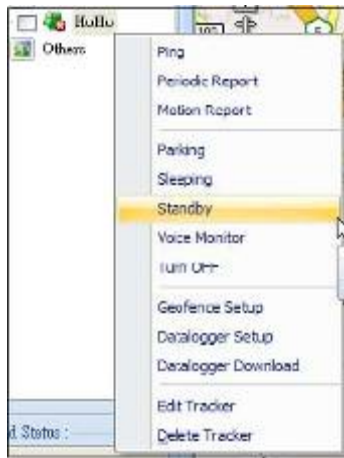 HoHo
Others
Ping
Periodic Report
Motion Report
Parking
Sleeping
Standby
Voice Monitor
Turn OFF
Geofence Setup
Datalogger Setup
Datalogger Download
Edit Tracker
Delete Tracker
d Status :